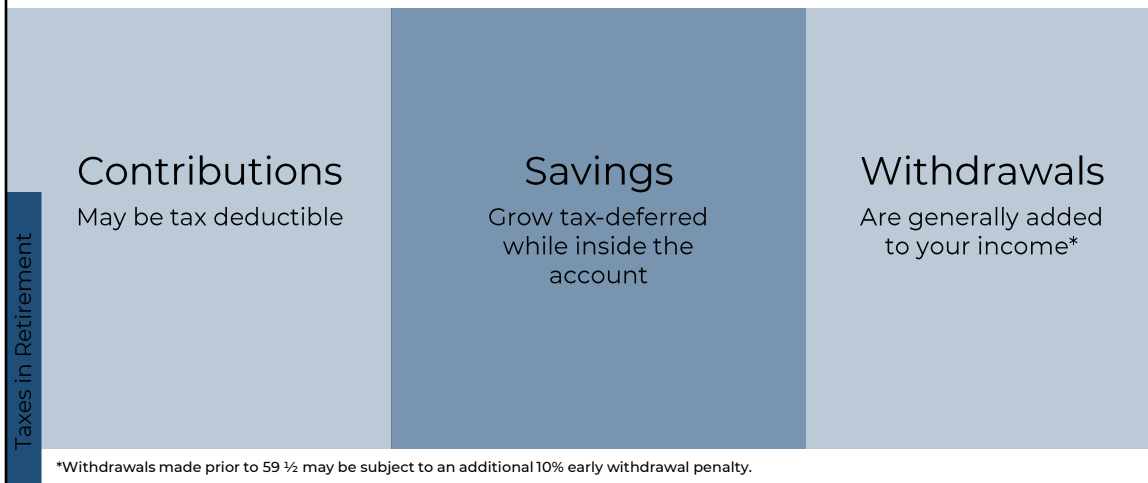 Contributions
May be tax deductible
Savings
Grow tax-deferred
while inside the
account
Withdrawals
Are generally added
to your income*
Taxes in Retirement
*Withdrawals made prior to 59 ½ may be subject to an additional 10% early withdrawal penalty.